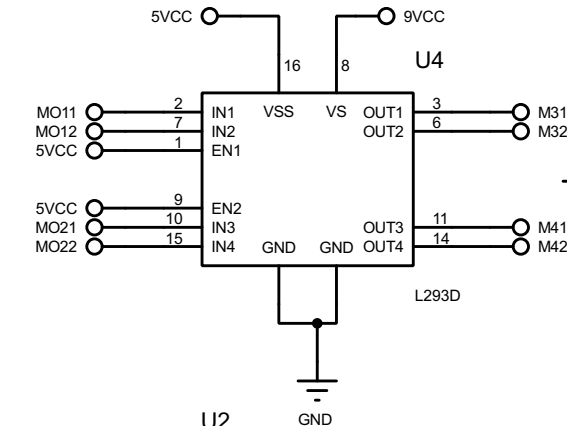 5VCC 9VCC
U4
16 8
MO11 2 IN1 VSS VS OUT1 3 M31
MO12 7 IN2 OUT2 6 M32
5VCC 1 EN1
5VCC 9 EN2
MO21 10 IN3 OUT3 11 M41
MO22 15 IN4 GND GND OUT4 14 M42
L293D
U2 GND